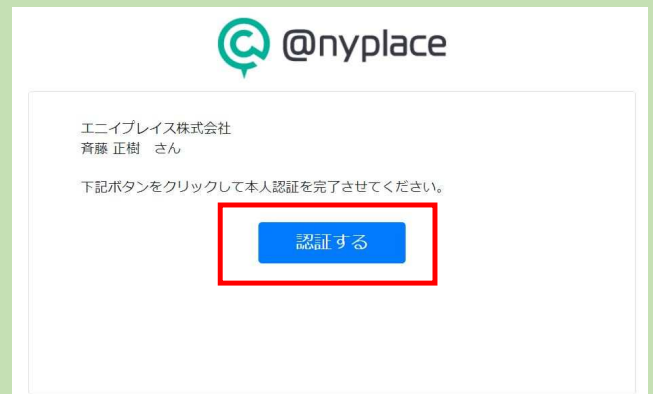 @nyplace
エニイプレイス株式会社
斉藤 正樹　さん
下記ボタンをクリックして本人認証を完了させてください。
認証する